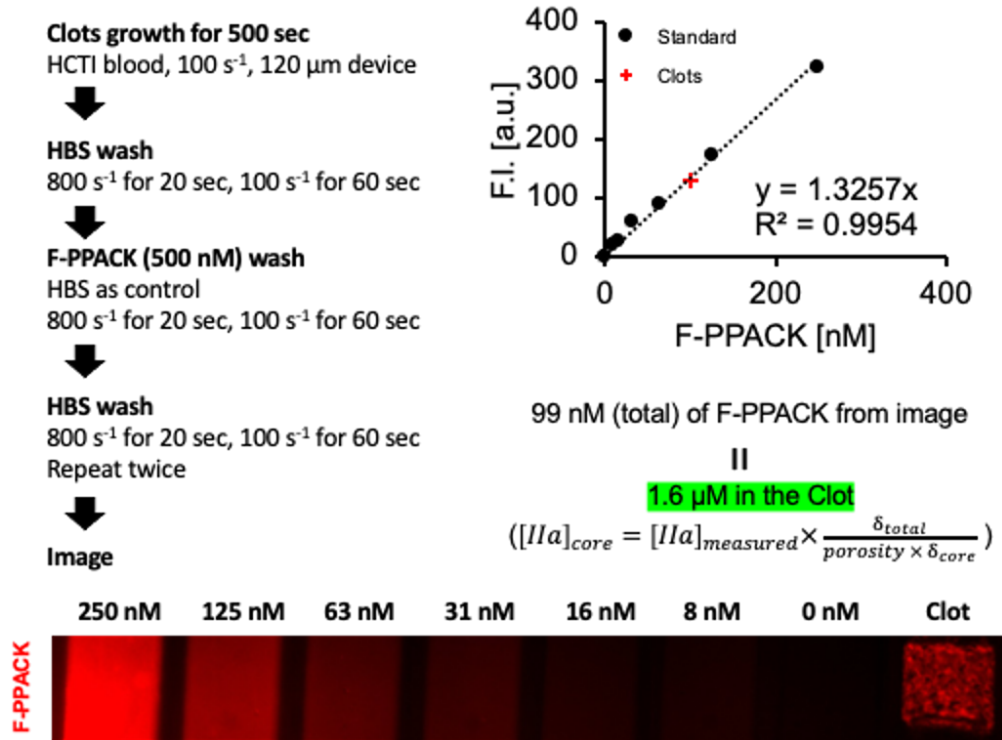 Clots growth for 500 sec
HCTI blood, 100 s⁻¹, 120 µm device
HBS wash
800 s⁻¹ for 20 sec, 100 s⁻¹ for 60 sec
F-PPACK (500 nM) wash
HBS as control
800 s⁻¹ for 20 sec, 100 s⁻¹ for 60 sec
HBS wash
800 s⁻¹ for 20 sec, 100 s⁻¹ for 60 sec
Repeat twice
Image
F.I. [a.u.]
400
300
200
100
0
Standard
Clots
y = 1.3257x
R² = 0.9954
0 200 400
F-PPACK [nM]
99 nM (total) of F-PPACK from image
=
1.6 µM in the Clot
([IIa]core = [IIa]measured × δtotal / porosity × δcore)
250 nM 125 nM 63 nM 31 nM 16 nM 8 nM 0 nM Clot
F-PPACK